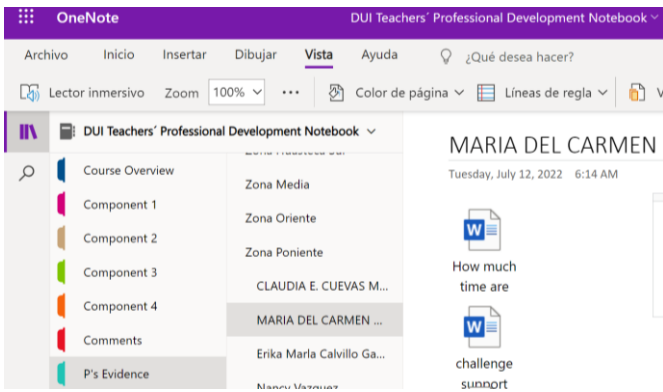 OneNote
DUI Teachers´ Professional Development Notebook
Archivo Inicio Insertar Dibujar Vista Ayuda ¿Qué desea hacer?
Lector inmersivo Zoom 100% Color de página Líneas de regla V
DUI Teachers´ Professional Development Notebook
Course Overview
Component 1
Component 2
Component 3
Component 4
Comments
P's Evidence
Zona Media
Zona Oriente
Zona Poniente
CLAUDIA E. CUEVAS M...
MARIA DEL CARMEN ...
Erika Marla Calvillo Ga...
Nancy Vazquez
MARIA DEL CARMEN
Tuesday, July 12, 2022 6:14 AM
How much
time are
challenge
support